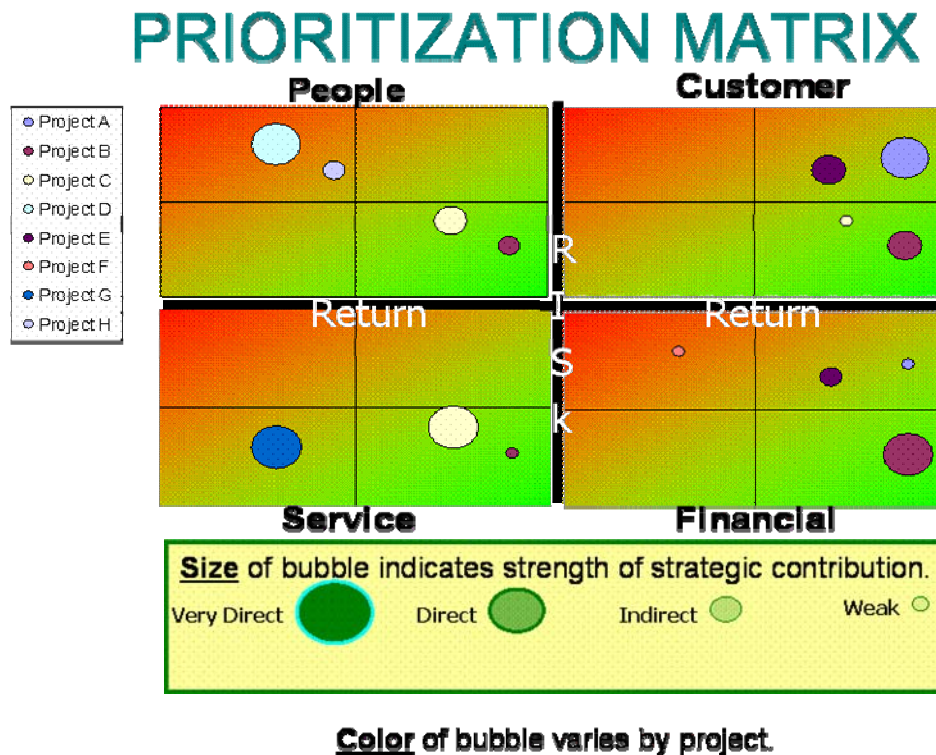 PRIORITIZATION MATRIX
People
Customer
Project A
Project B
Project C
Project D
Project E
Project F
Project G
Project H
R
I
S
k
Return
Return
Service
Financial
Size of bubble indicates strength of strategic contribution.
Very Direct
Direct
Indirect
Weak
Color of bubble varies by project.